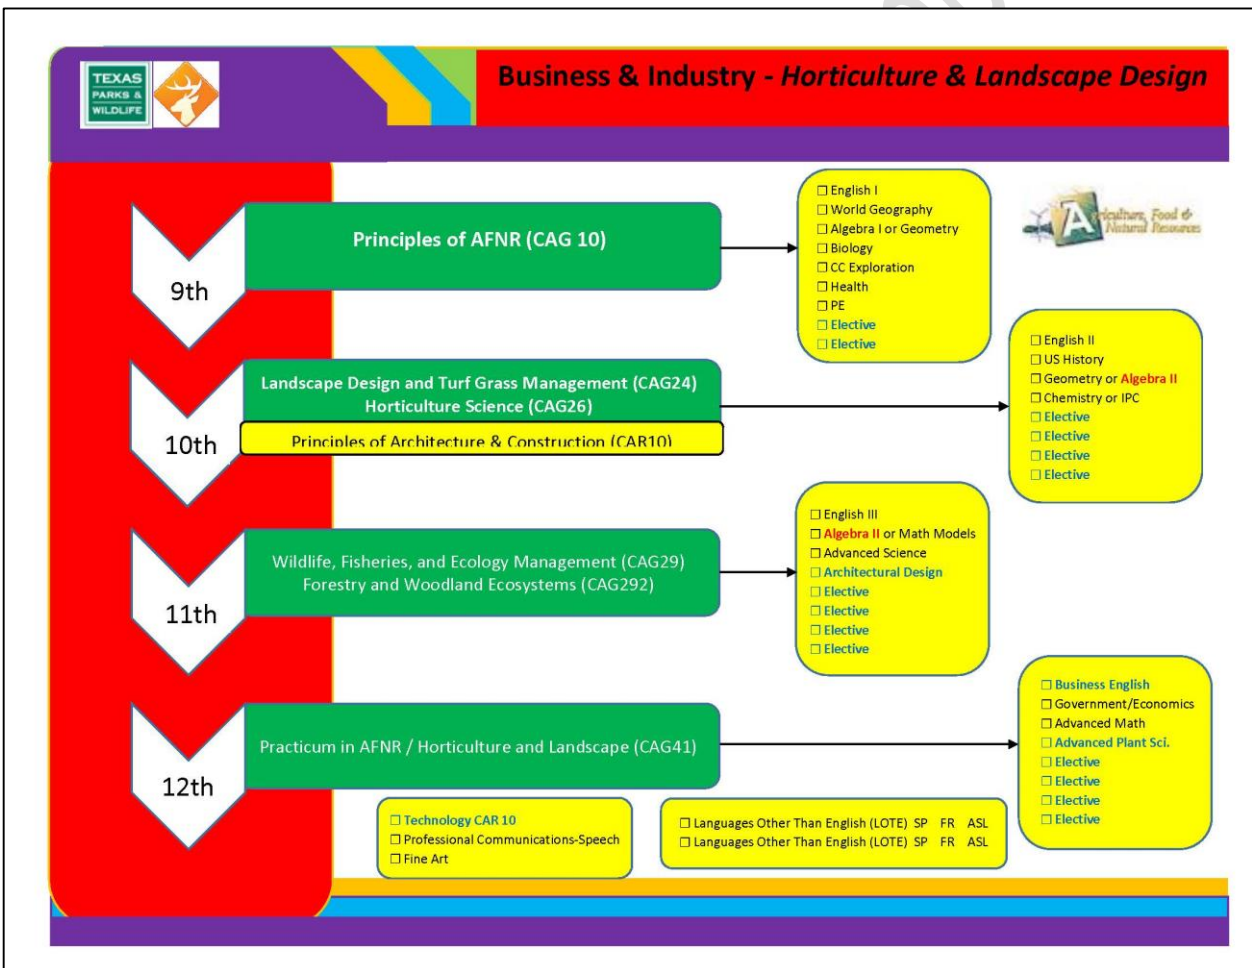 TEXAS
PARKS &
WILDLIFE
Business & Industry - Horticulture & Landscape Design
9th
Principles of AFNR (CAG 10)
❐ English I
❐ World Geography
❐ Algebra I or Geometry
❐ Biology
❐ CC Exploration
❐ Health
❐ PE
❐ Elective
❐ Elective
A
griculture, Food &
Natural Resources
10th
Landscape Design and Turf Grass Management (CAG24)
Horticulture Science (CAG26)
Principles of Architecture & Construction (CAR10)
❐ English II
❐ US History
❐ Geometry or Algebra II
❐ Chemistry or IPC
❐ Elective
❐ Elective
❐ Elective
❐ Elective
11th
Wildlife, Fisheries, and Ecology Management (CAG29)
Forestry and Woodland Ecosystems (CAG292)
❐ English III
❐ Algebra II or Math Models
❐ Advanced Science
❐ Architectural Design
❐ Elective
❐ Elective
❐ Elective
❐ Elective
12th
Practicum in AFNR / Horticulture and Landscape (CAG41)
❐ Business English
❐ Government/Economics
❐ Advanced Math
❐ Advanced Plant Sci.
❐ Elective
❐ Elective
❐ Elective
❐ Elective
❐ Technology CAR 10
❐ Professional Communications-Speech
❐ Fine Art
❐ Languages Other Than English (LOTE) SP FR ASL
❐ Languages Other Than English (LOTE) SP FR ASL